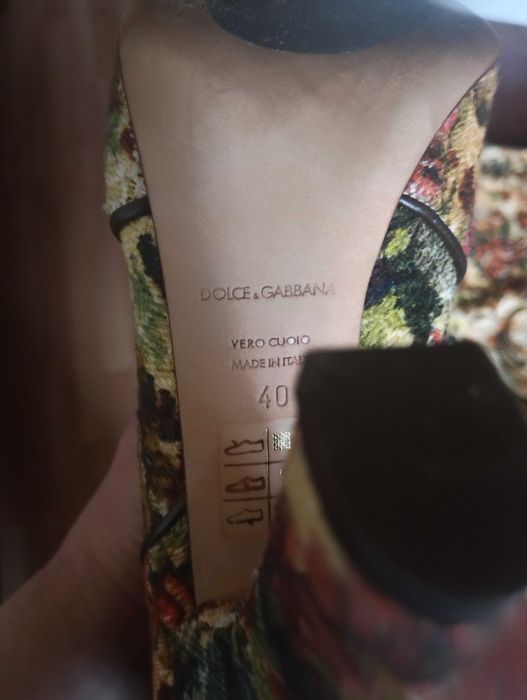 DOLCE & GABBANA
VERO CUOIO
MADE IN ITALY
40